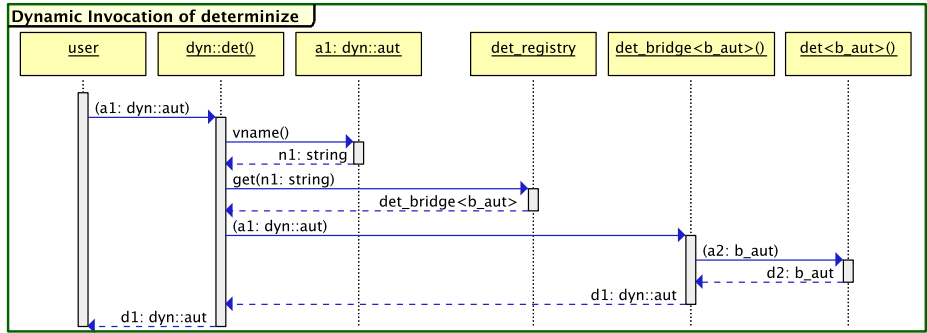 Dynamic Invocation of determinize
user
dyn::det()
a1: dyn::aut
det_registry
det_bridge<b_aut>()
det<b_aut>()
(a1: dyn::aut)
vname()
n1: string
get(n1: string)
det_bridge<b_aut>
(a1: dyn::aut)
(a2: b_aut)
d2: b_aut
d1: dyn::aut
d1: dyn::aut